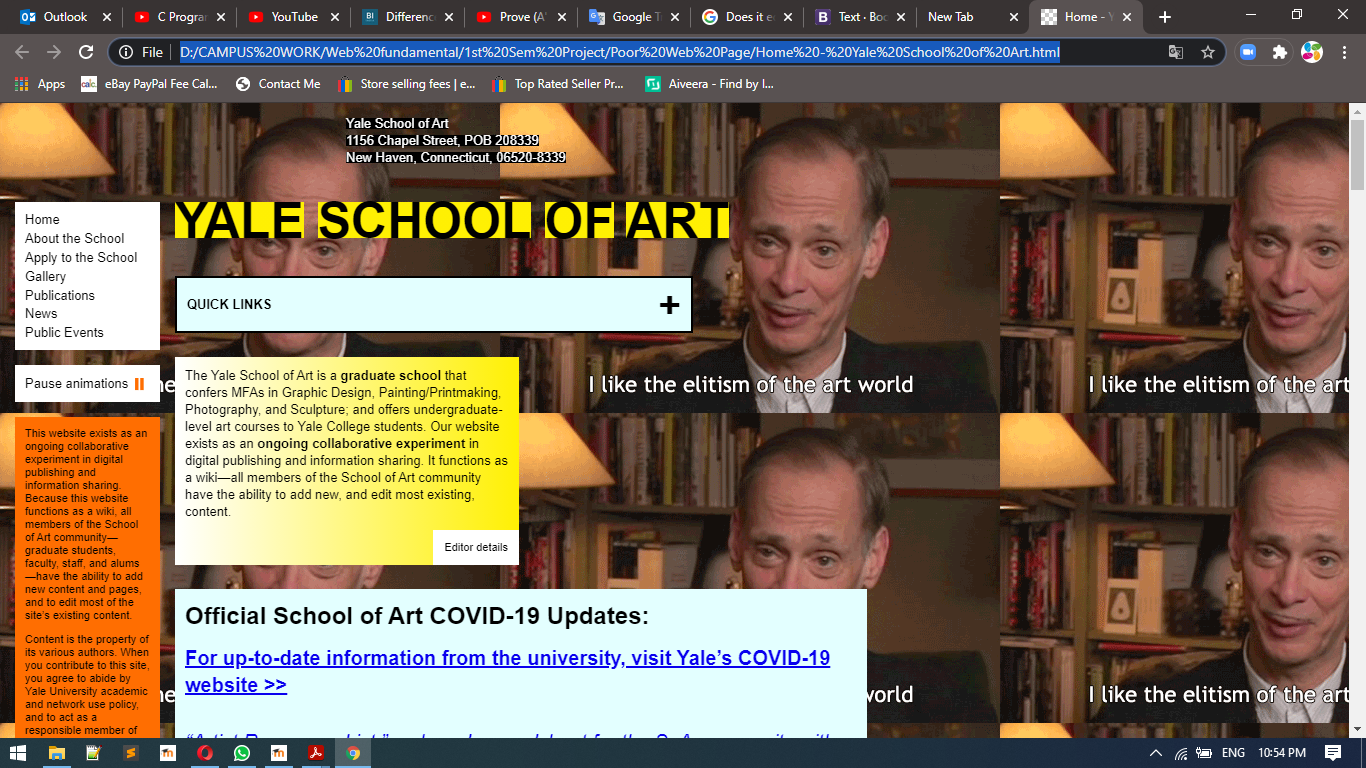 Outlook
C Progran
YouTube
Differenc
Prove (A'
Google T
Does it e
Text · Boo
New Tab
Home - Y
File
D:/CAMPUS%20WORK/Web%20fundamental/1st%20Sem%20Project/Poor%20Web%20Page/Home%20-%20Yale%20School%20of%20Art.html
Apps
eBay PayPal Fee Cal...
Contact Me
Store selling fees | e...
Top Rated Seller Pr...
Aiveera - Find by I...
Yale School of Art
1156 Chapel Street, POB 208339
New Haven, Connecticut, 06520-8339
YALE SCHOOL OF ART
Home
About the School
Apply to the School
Gallery
Publications
News
Public Events
QUICK LINKS
Pause animations
I like the elitism of the art world
I like the elitism of the art
The Yale School of Art is a graduate school that
confers MFAs in Graphic Design, Painting/Printmaking,
Photography, and Sculpture; and offers undergraduate-
level art courses to Yale College students. Our website
exists as an ongoing collaborative experiment in
digital publishing and information sharing. It functions as
a wiki—all members of the School of Art community
have the ability to add new, and edit most existing,
content.
Editor details
This website exists as an
ongoing collaborative
experiment in digital
publishing and
information sharing.
Because this website
functions as a wiki, all
members of the School
of Art community—
graduate students,
faculty, staff, and alums
—have the ability to add
new content and pages,
and to edit most of the
site's existing content.
Content is the property of
its various authors. When
you contribute to this site,
you agree to abide by
Yale University academic
and network use policy,
and to act as a
responsible member of
Official School of Art COVID-19 Updates:
For up-to-date information from the university, visit Yale's COVID-19
website >>
world
I like the elitism of the art
ENG
10:54 PM